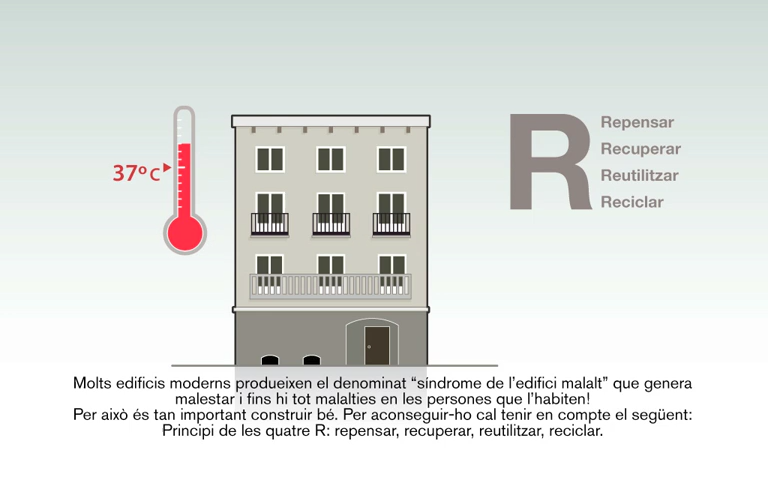 37º C
R
Repensar
Recuperar
Reutilitzar
Reciclar
Molts edificis moderns produeixen el denominat “síndrome de l’edifici malalt” que genera
malestar i fins hi tot malalties en les persones que l’habiten!
Per això és tan important construir bé. Per aconseguir-ho cal tenir en compte el següent:
Principi de les quatre R: repensar, recuperar, reutilitzar, reciclar.